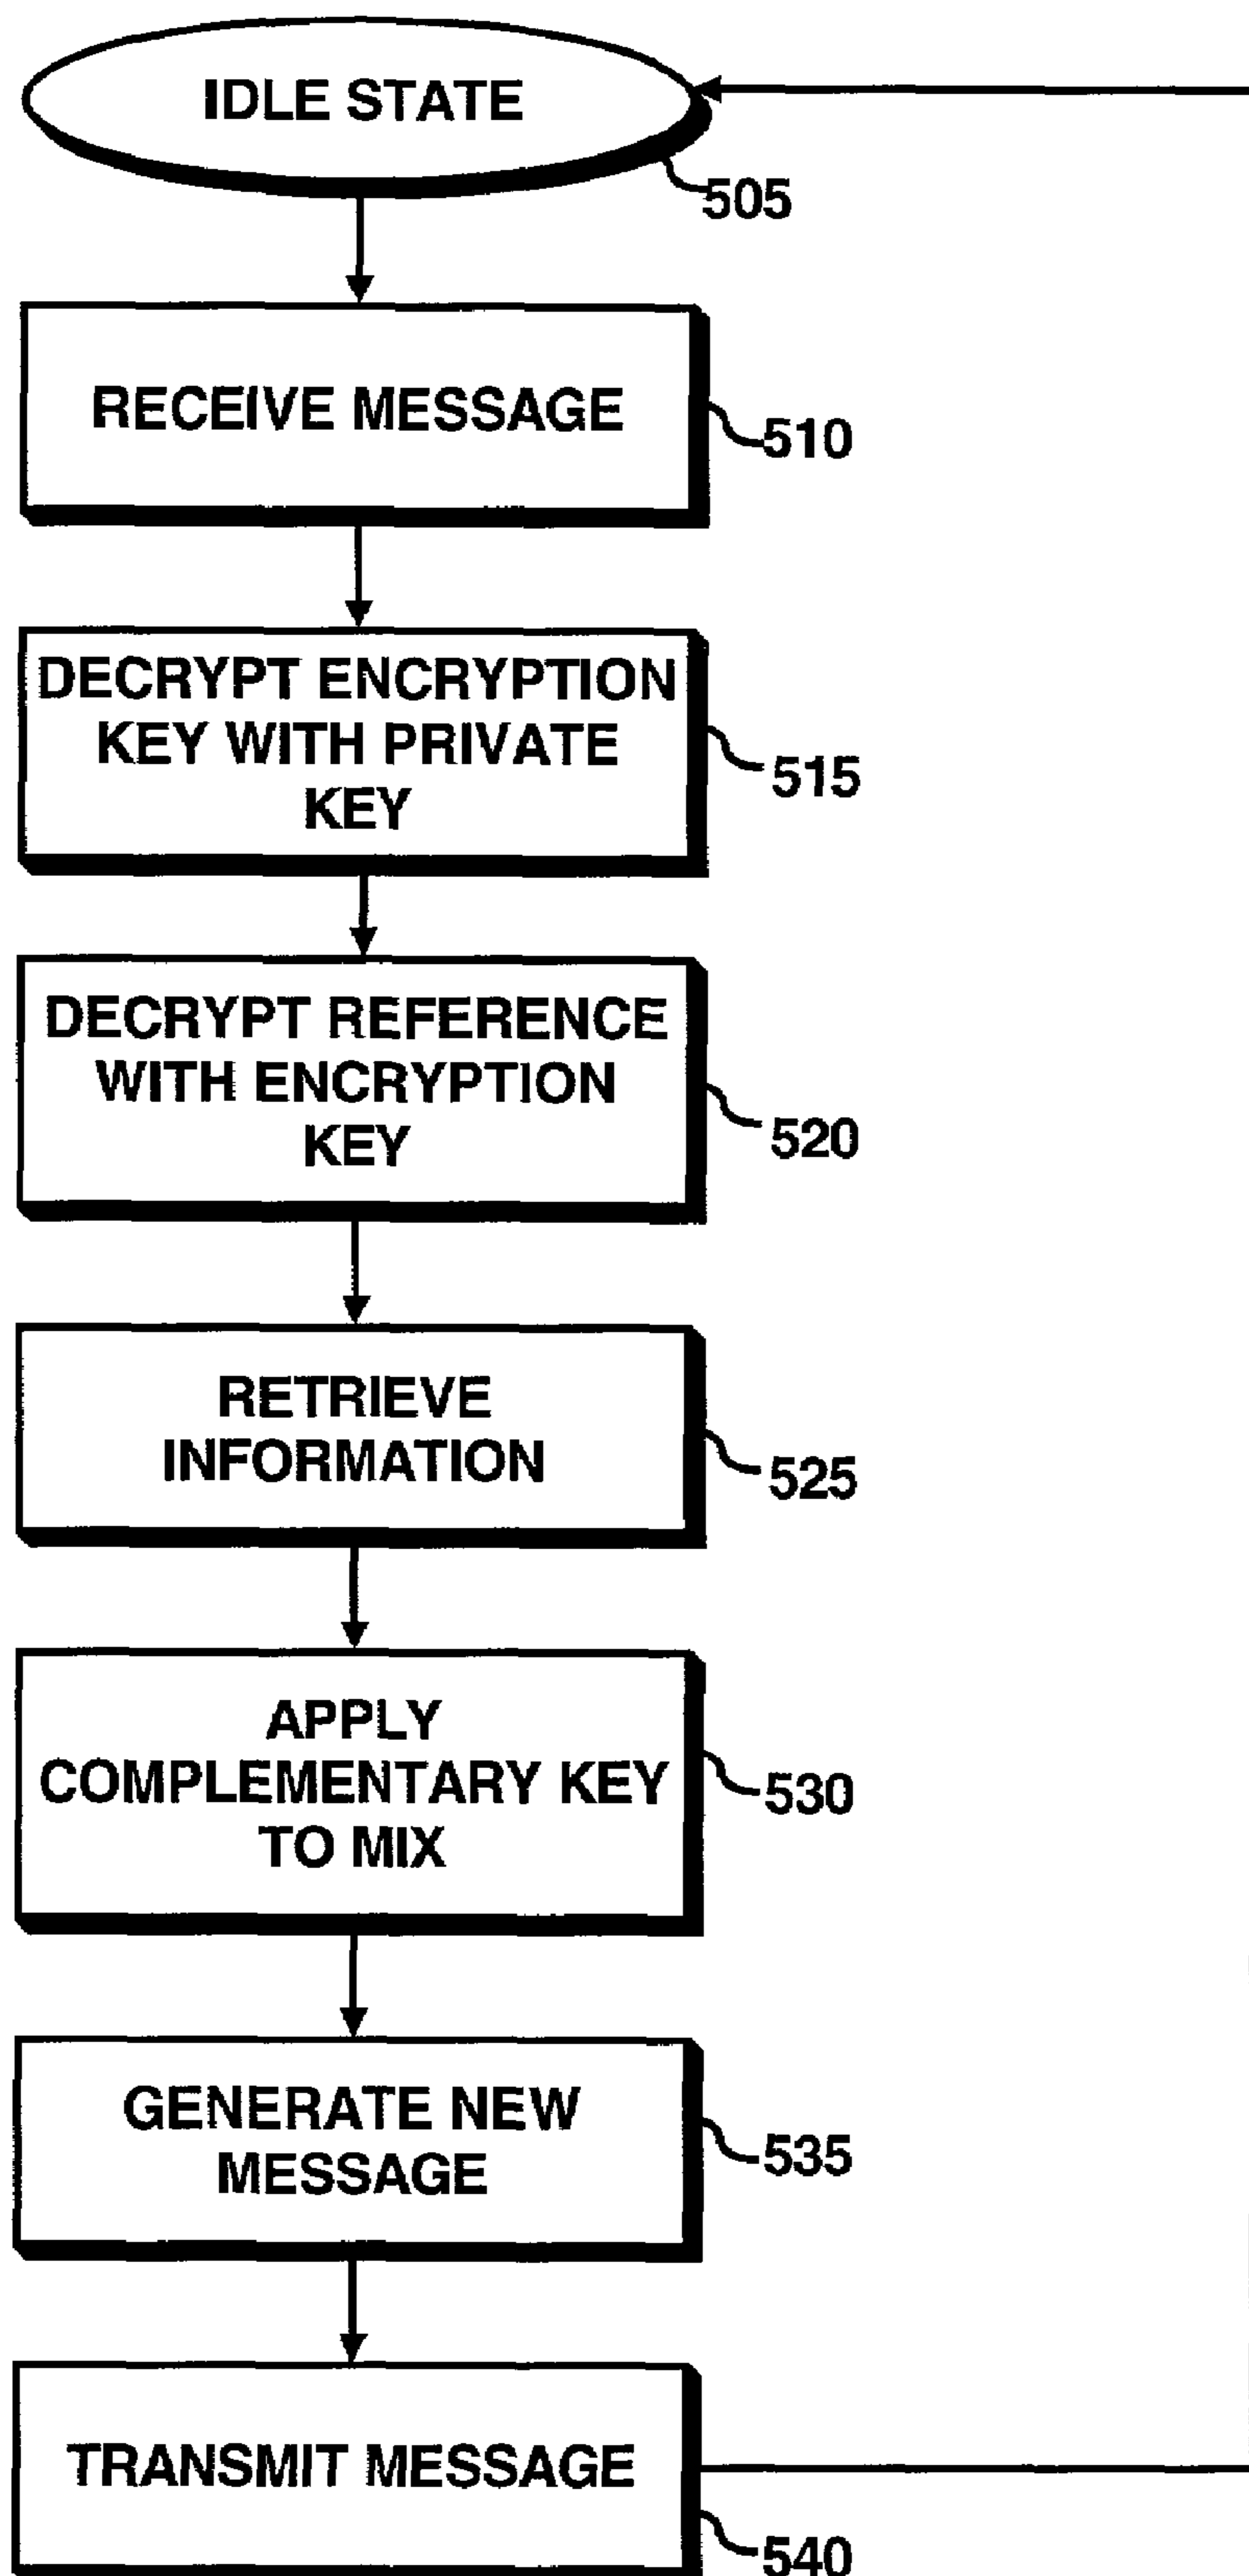 IDLE STATE
505
RECEIVE MESSAGE
510
DECRYPT ENCRYPTION
KEY WITH PRIVATE
KEY
515
DECRYPT REFERENCE
WITH ENCRYPTION
KEY
520
RETRIEVE
INFORMATION
525
APPLY
COMPLEMENTARY KEY
TO MIX
530
GENERATE NEW
MESSAGE
535
TRANSMIT MESSAGE
540